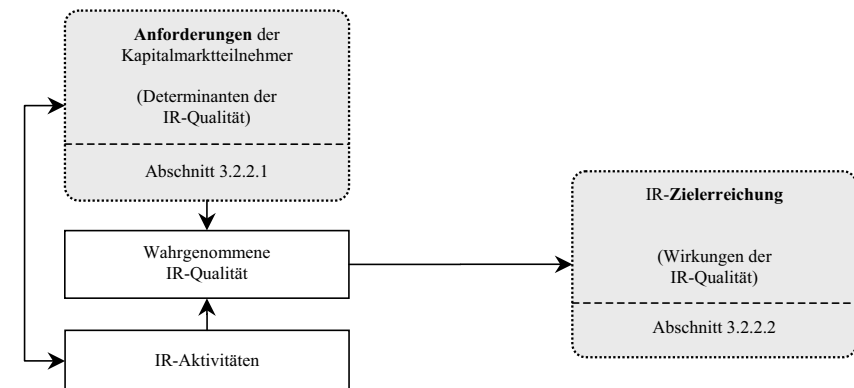 Anforderungen der
Kapitalmarktteilnehmer
(Determinanten der
IR-Qualität)
Abschnitt 3.2.2.1
Wahrgenommene
IR-Qualität
IR-Aktivitäten
IR-Zielerreichung
(Wirkungen der
IR-Qualität)
Abschnitt 3.2.2.2